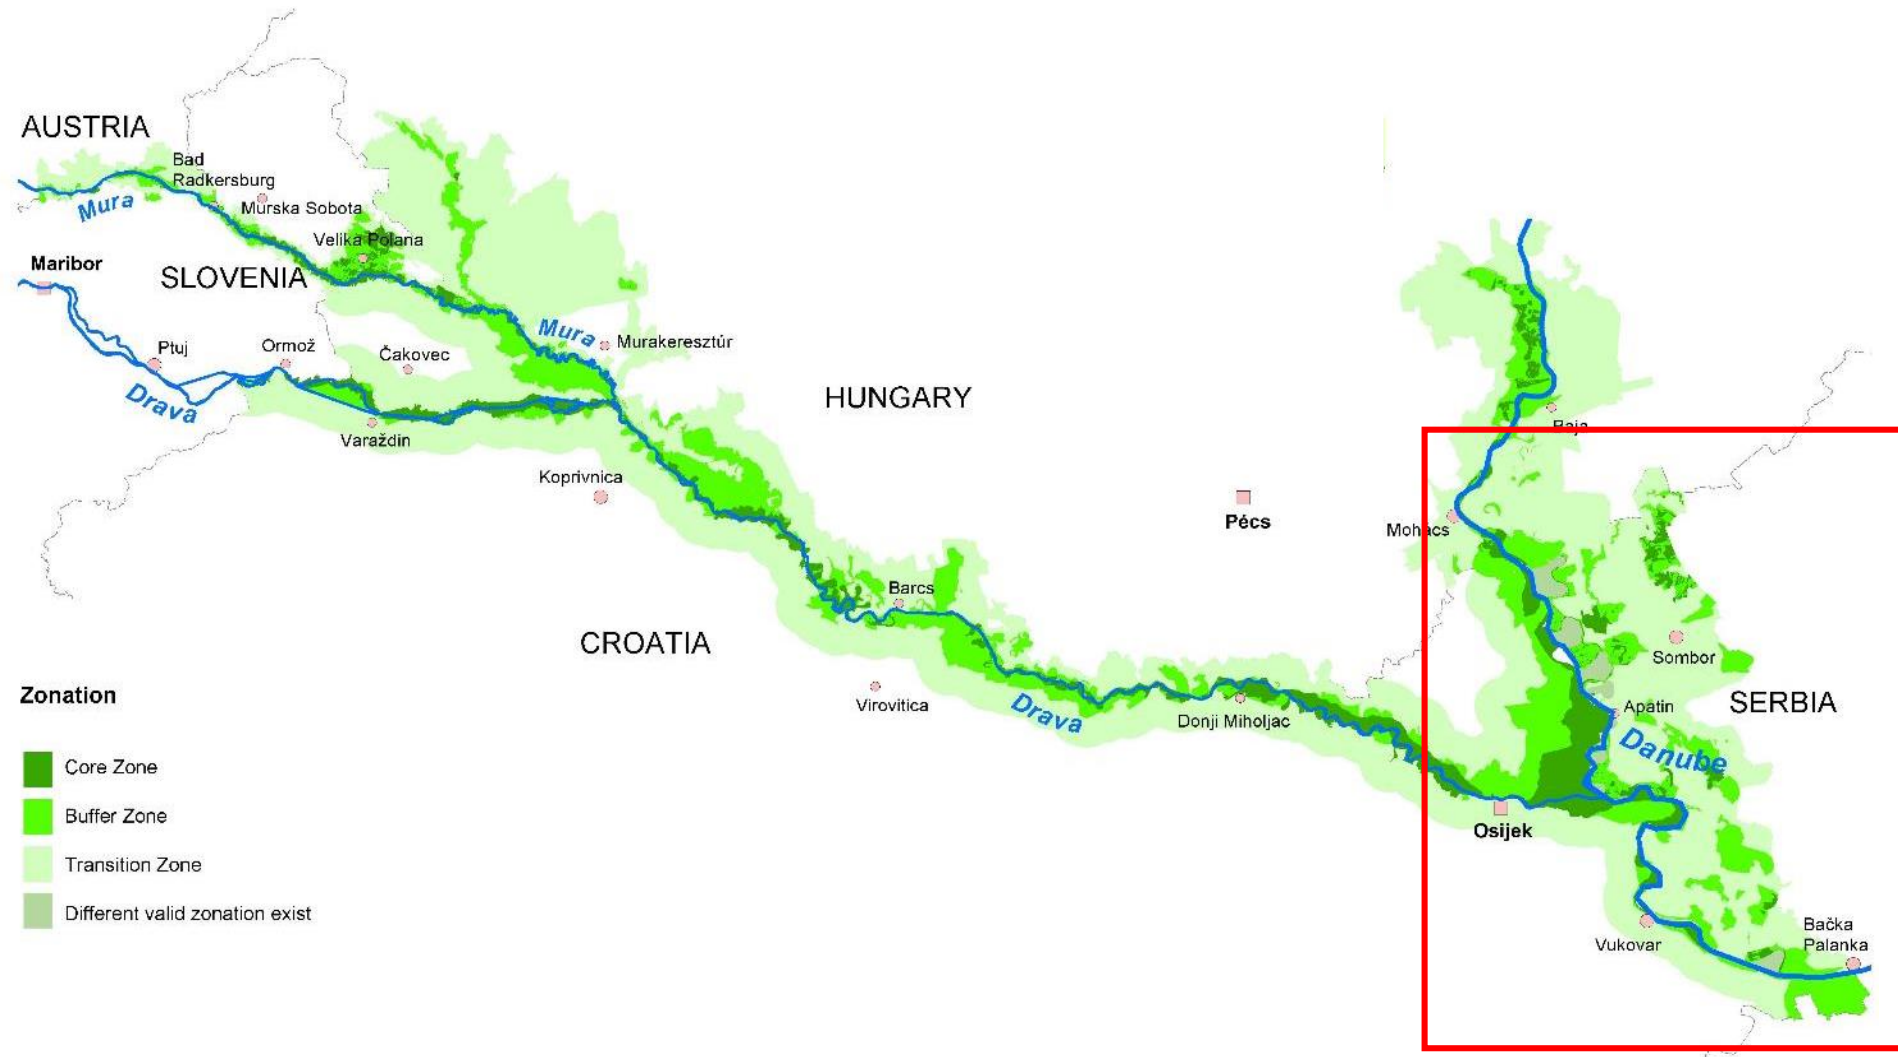 AUSTRIA
Bad
Radkersburg
Mura
Murska Sobota
Velika Polana
Maribor
SLOVENIA
Mura
Murakeresztúr
Ptuj
Ormož
Čakovec
Drava
HUNGARY
Varaždin
Baja
Koprivnica
Pécs
Mohacs
Barcs
CROATIA
Sombor
Zonation
Virovitica
Drava
Donji Miholjac
Apatin
SERBIA
Danube
Core Zone
Buffer Zone
Osijek
Transition Zone
Different valid zonation exist
Vukovar
Bačka
Palanka